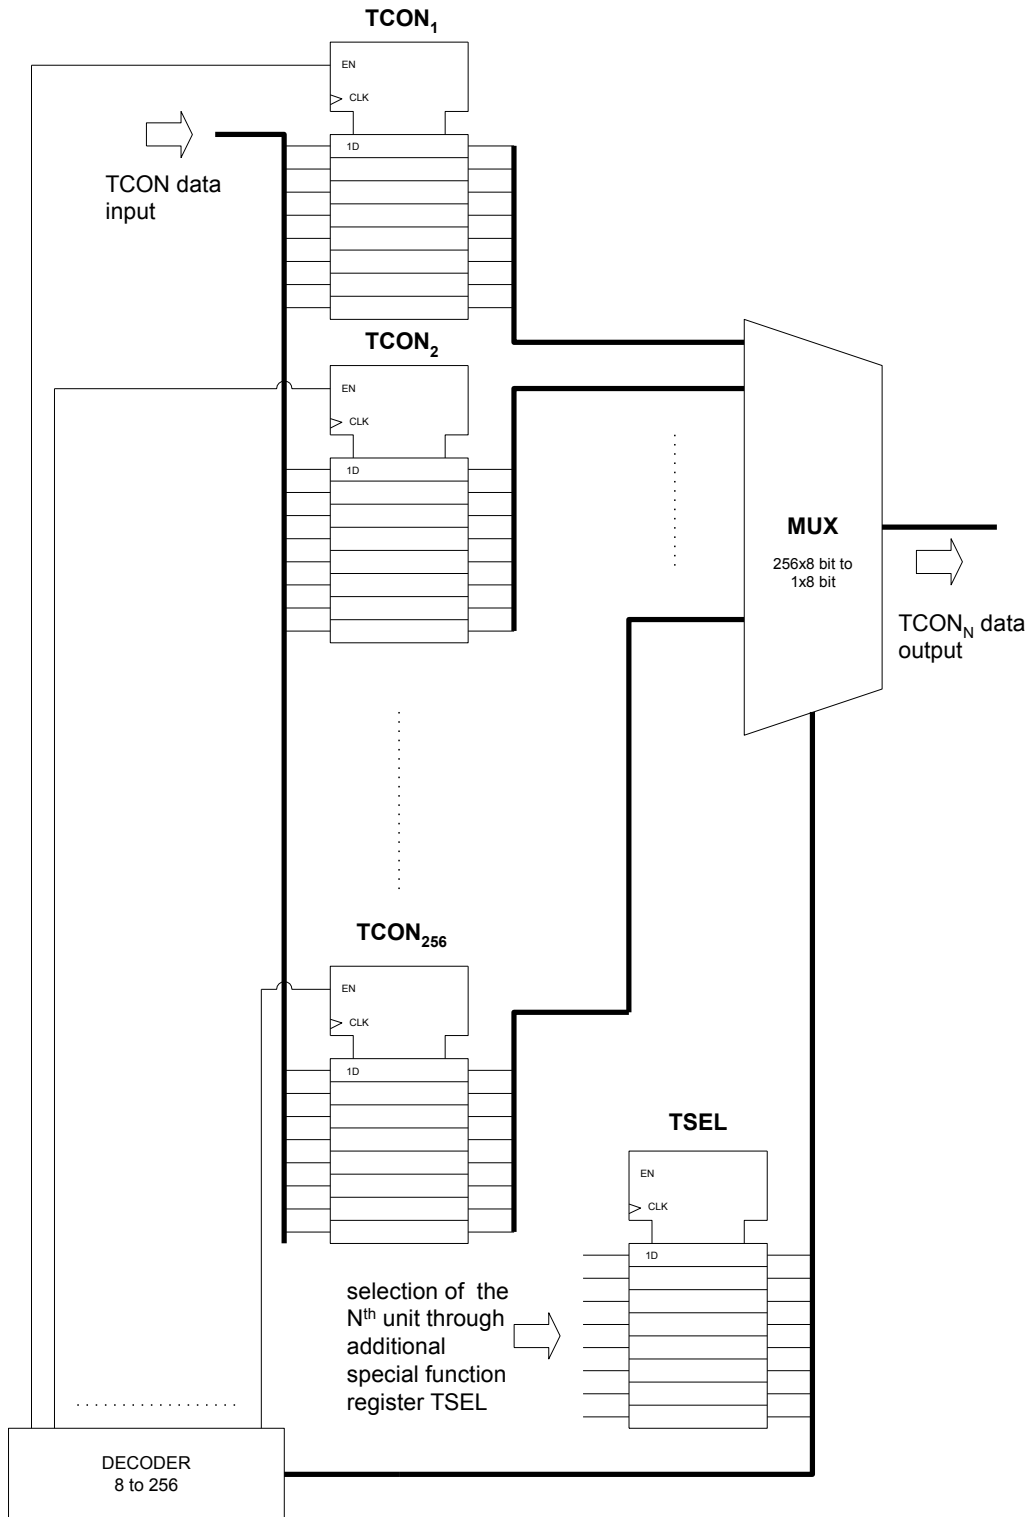 TCON₁
EN
CLK
1D
TCON data
input
TCON₂
EN
CLK
1D
MUX
256x8 bit to
1x8 bit
TCON_N data
output
TCON₂₅₆
EN
CLK
1D
TSEL
EN
CLK
1D
selection of the
Nᵗʰ unit through
additional
special function
register TSEL
DECODER
8 to 256